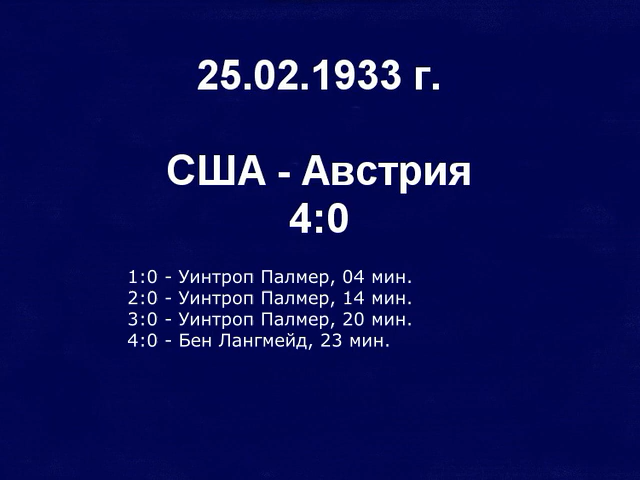 25.02.1933 г.
США - Австрия
4:0
1:0 - Уинтроп Палмер, 04 мин.
2:0 - Уинтроп Палмер, 14 мин.
3:0 - Уинтроп Палмер, 20 мин.
4:0 - Бен Лангмейд, 23 мин.